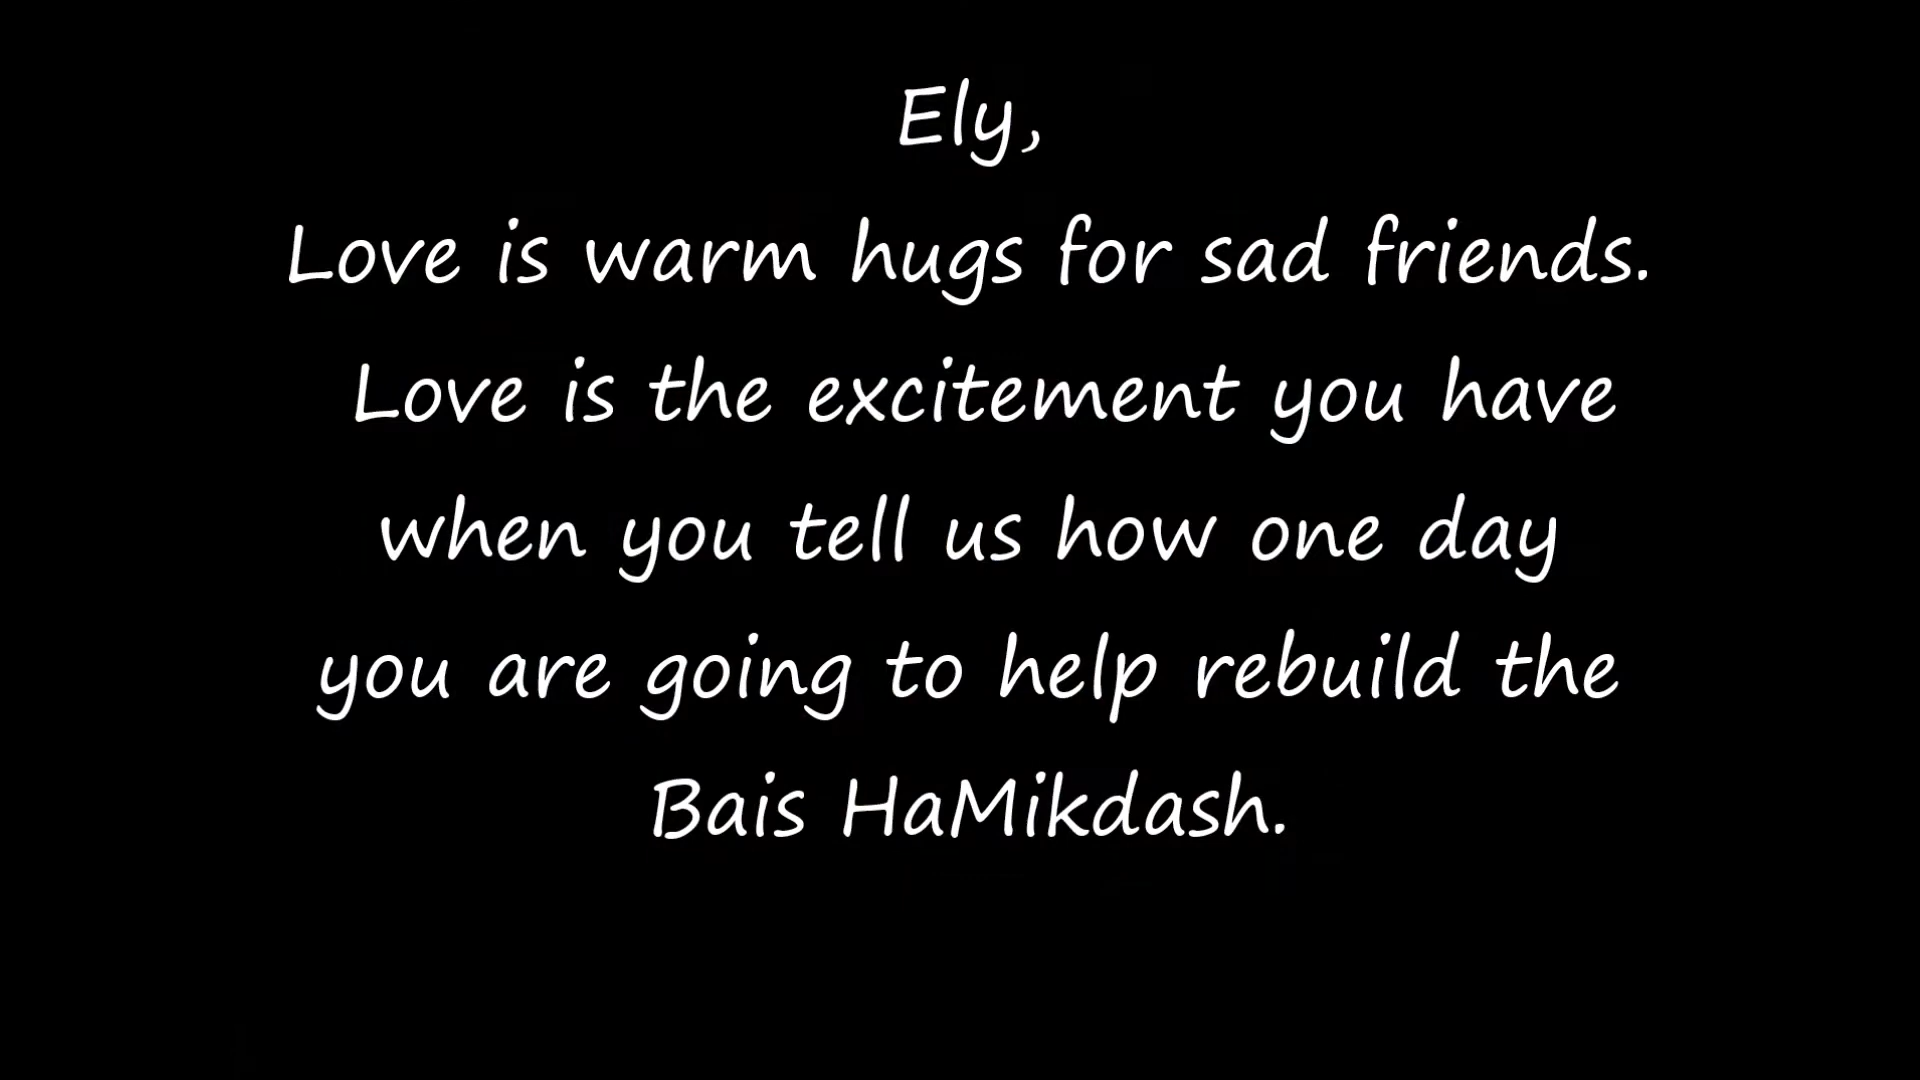 Ely,
Love is warm hugs for sad friends.
Love is the excitement you have
when you tell us how one day
you are going to help rebuild the
Bais HaMikdash.